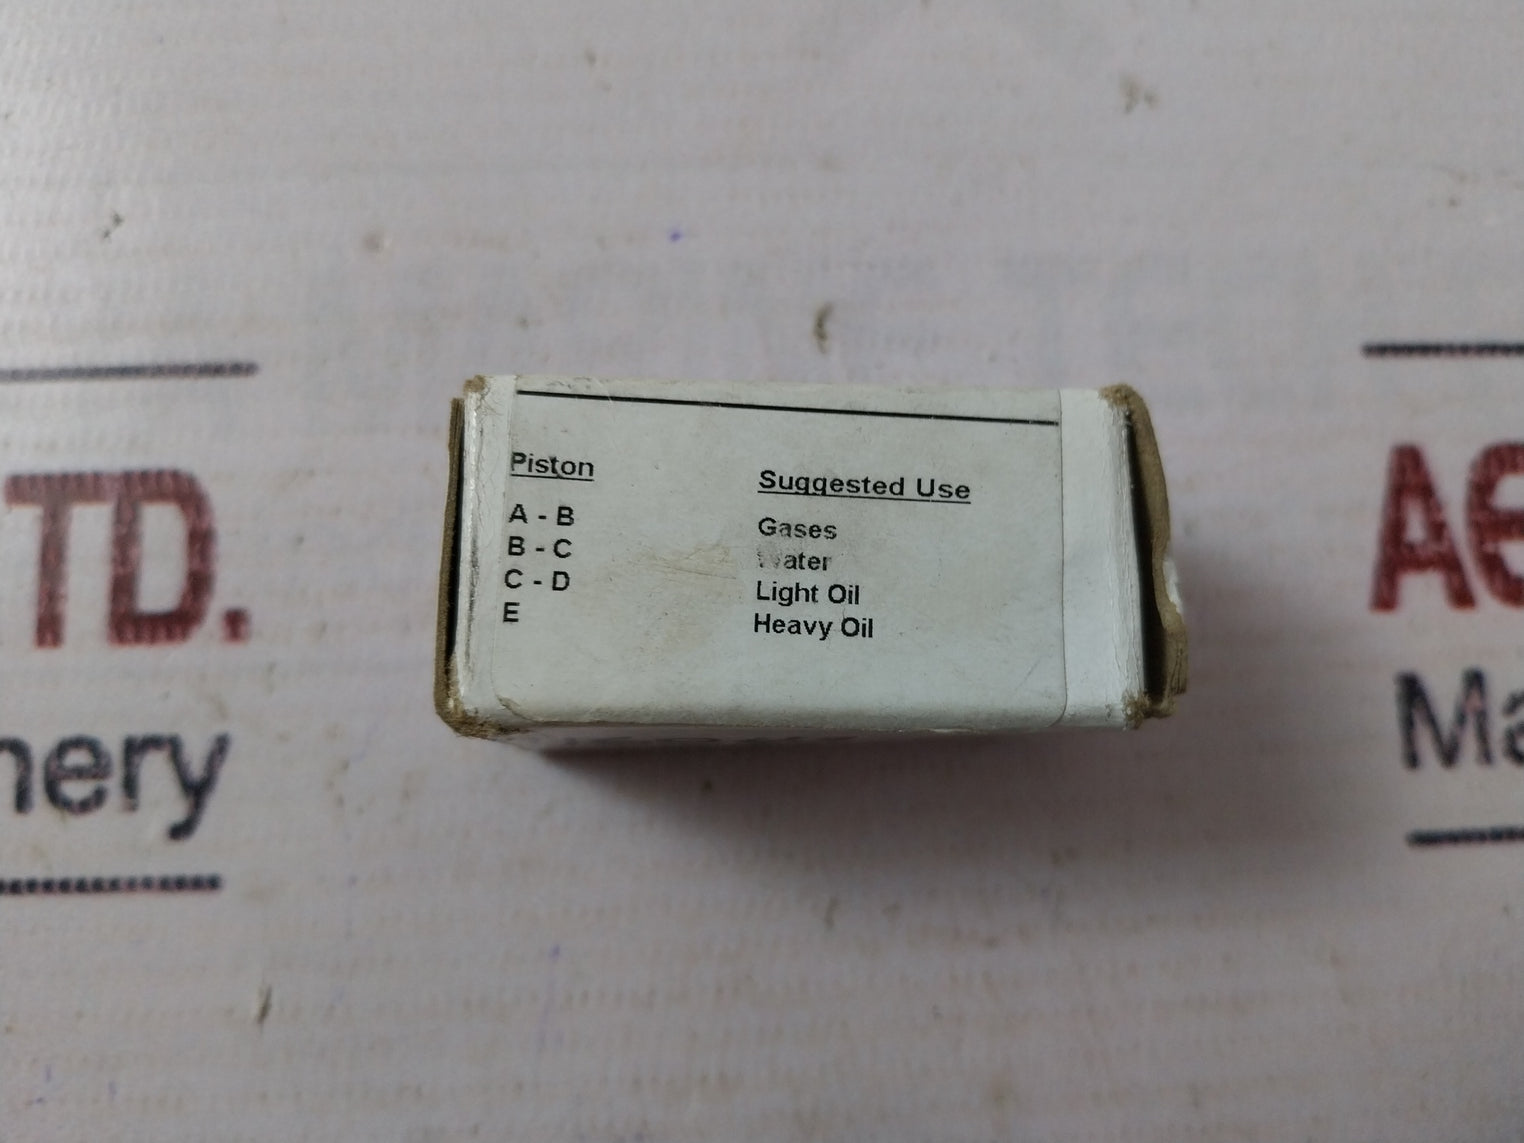 Piston Suggested Use
A - B Gases
B - C Water
C - D Light Oil
E Heavy Oil
TD.
nery
Ma